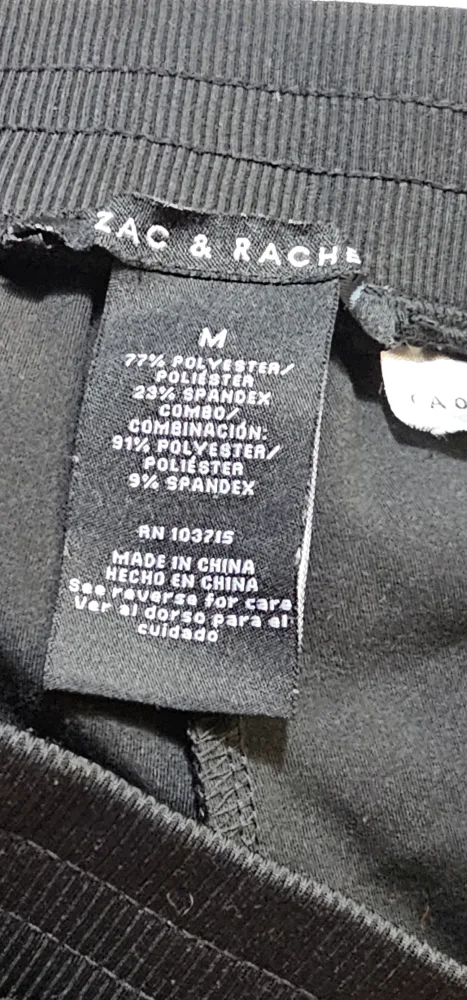 ZAC & RACHE
M
77% POLYESTER/
POLIÉSTER
23% SPANDEX
COMBO/
COMBINACIÓN:
91% POLYESTER/
POLIÉSTER
9% SPANDEX
RN 103715
MADE IN CHINA
HECHO EN CHINA
See reverse for care
Ver al dorso para el
cuidado